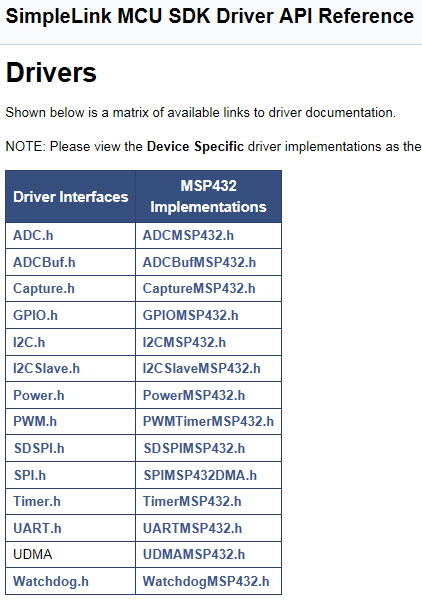 SimpleLink MCU SDK Driver API Reference
Drivers
Shown below is a matrix of available links to driver documentation.
NOTE: Please view the Device Specific driver implementations as the
Driver Interfaces MSP432 Implementations
ADC.h ADCMSP432.h
ADCBuf.h ADCBufMSP432.h
Capture.h CaptureMSP432.h
GPIO.h GPIOMSP432.h
I2C.h I2CMSP432.h
I2CSlave.h I2CSlaveMSP432.h
Power.h PowerMSP432.h
PWM.h PWMTimerMSP432.h
SDSPI.h SDSPIMSP432.h
SPI.h SPIMSP432DMA.h
Timer.h TimerMSP432.h
UART.h UARTMSP432.h
UDMA UDMAMSP432.h
Watchdog.h WatchdogMSP432.h